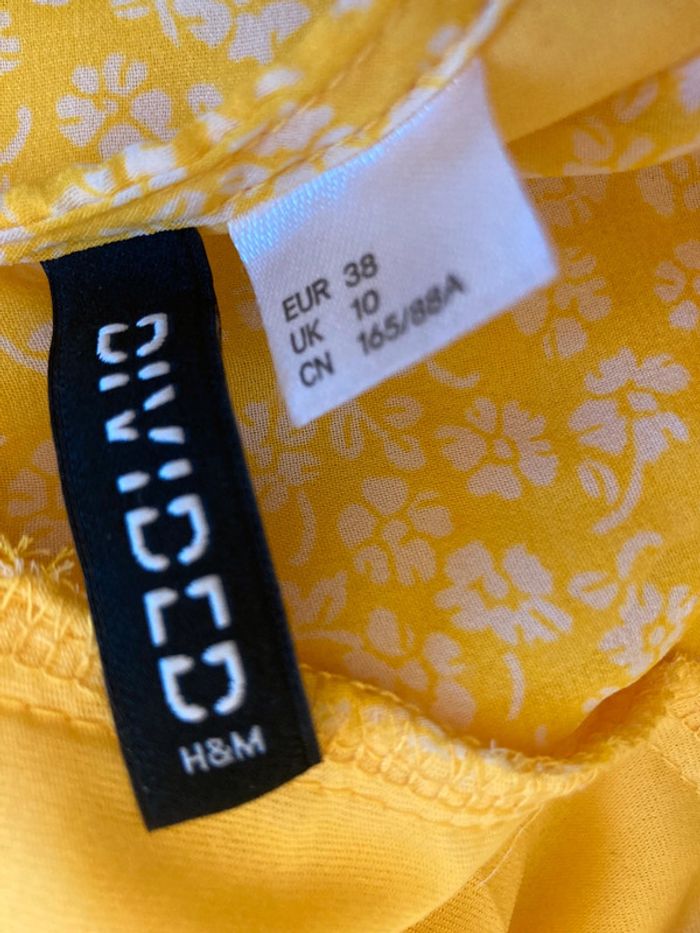 EUR 38
UK 10
CN 165/88A
DIVIDED
H&M